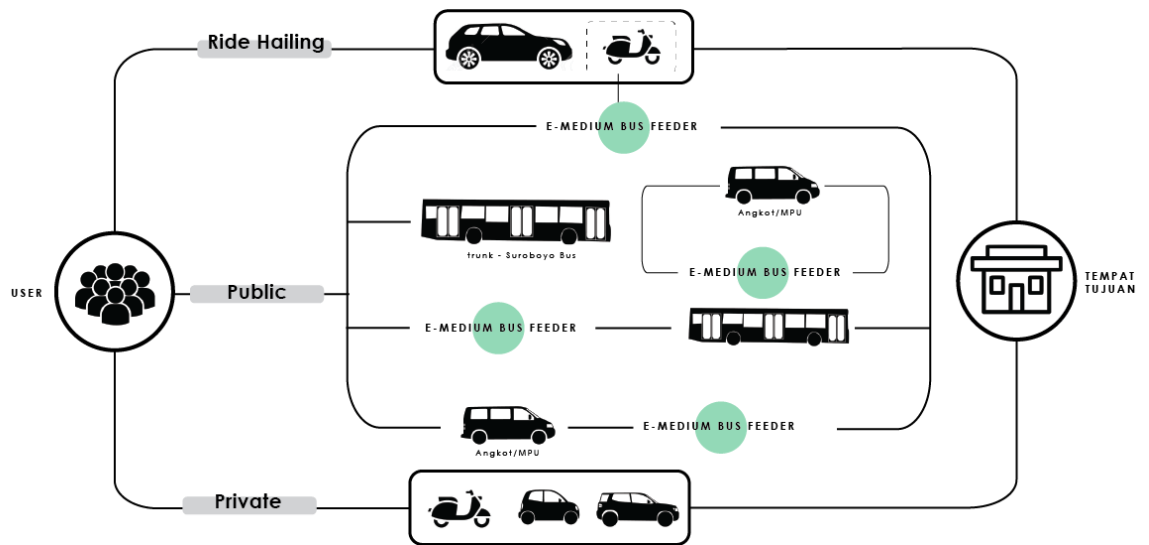 Ride Hailing
E-MEDIUM BUS FEEDER
Angkot/MPU
trunk - Suroboyo Bus
E-MEDIUM BUS FEEDER
USER
Public
TEMPAT
TUJUAN
E-MEDIUM BUS FEEDER
E-MEDIUM BUS FEEDER
Angkot/MPU
Private